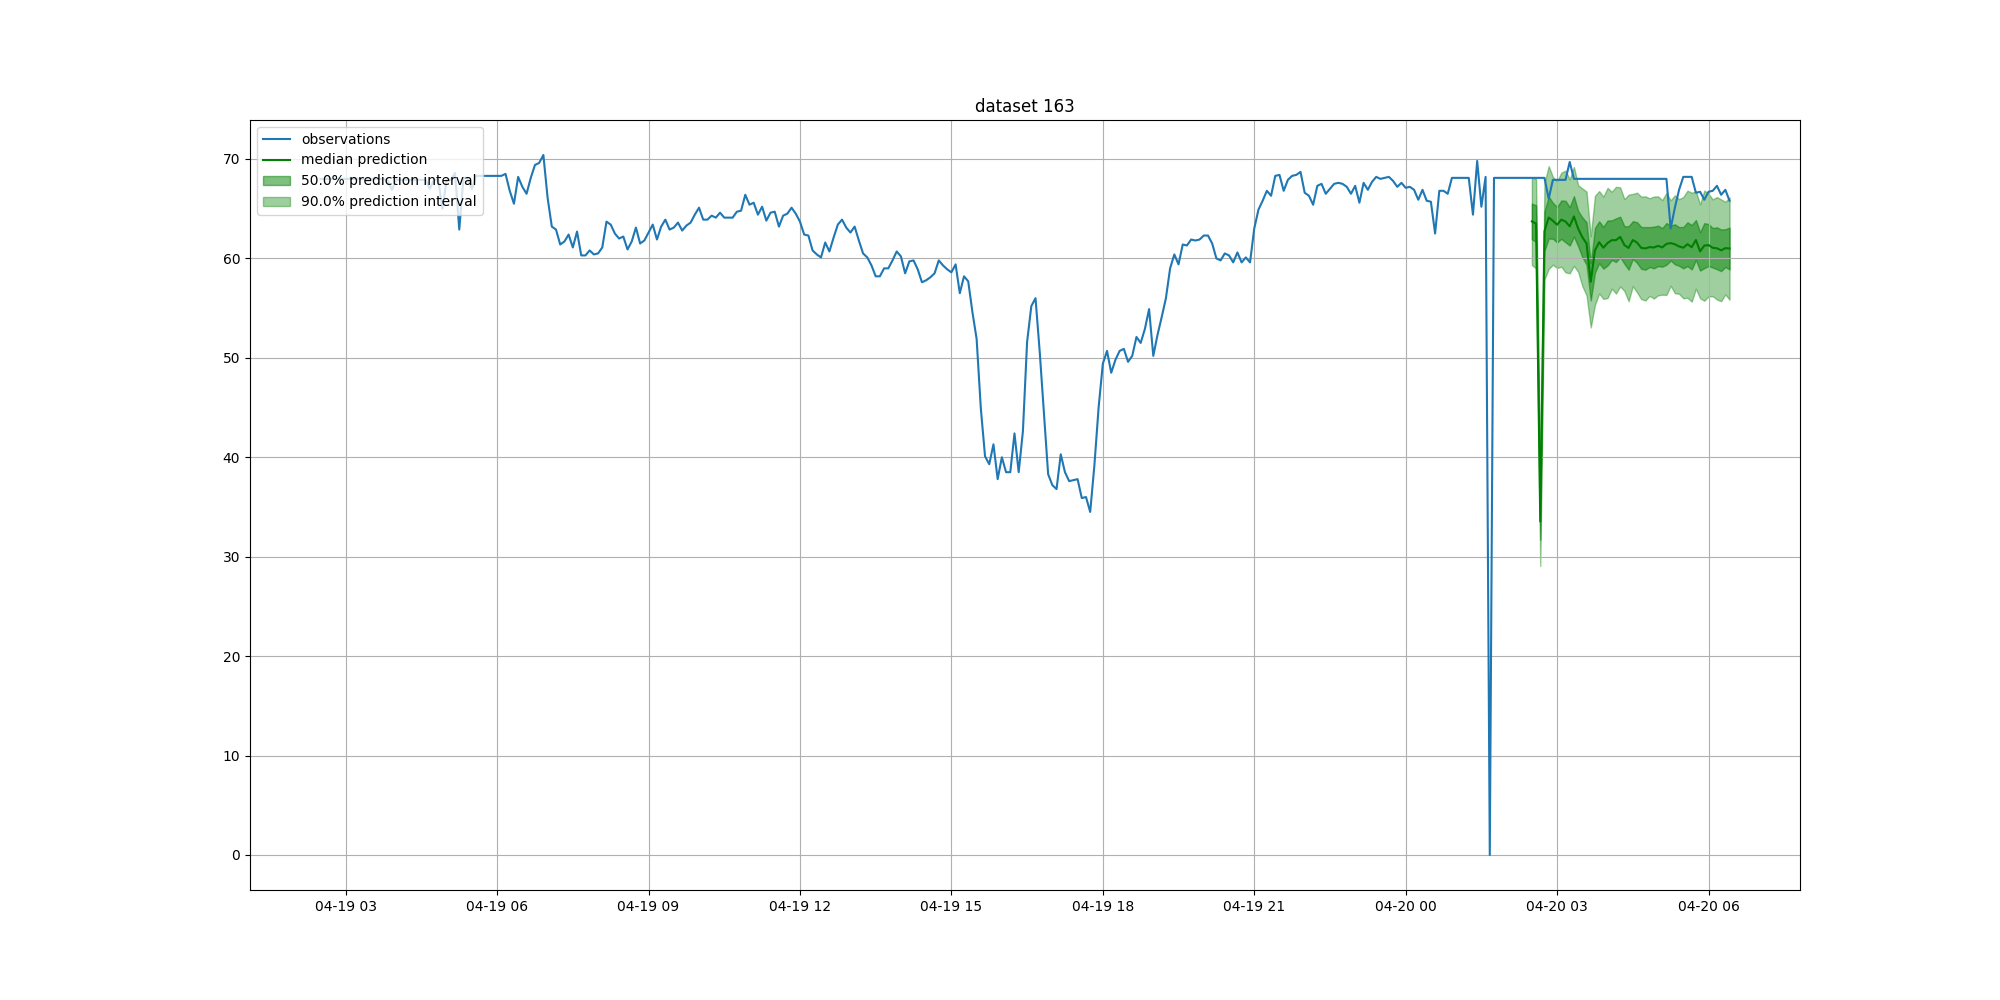 dataset 163
observations
median prediction
50.0% prediction interval
90.0% prediction interval
70
60
50
40
30
20
10
0
04-19 03 04-19 06 04-19 09 04-19 12 04-19 15 04-19 18 04-19 21 04-20 00 04-20 03 04-20 06